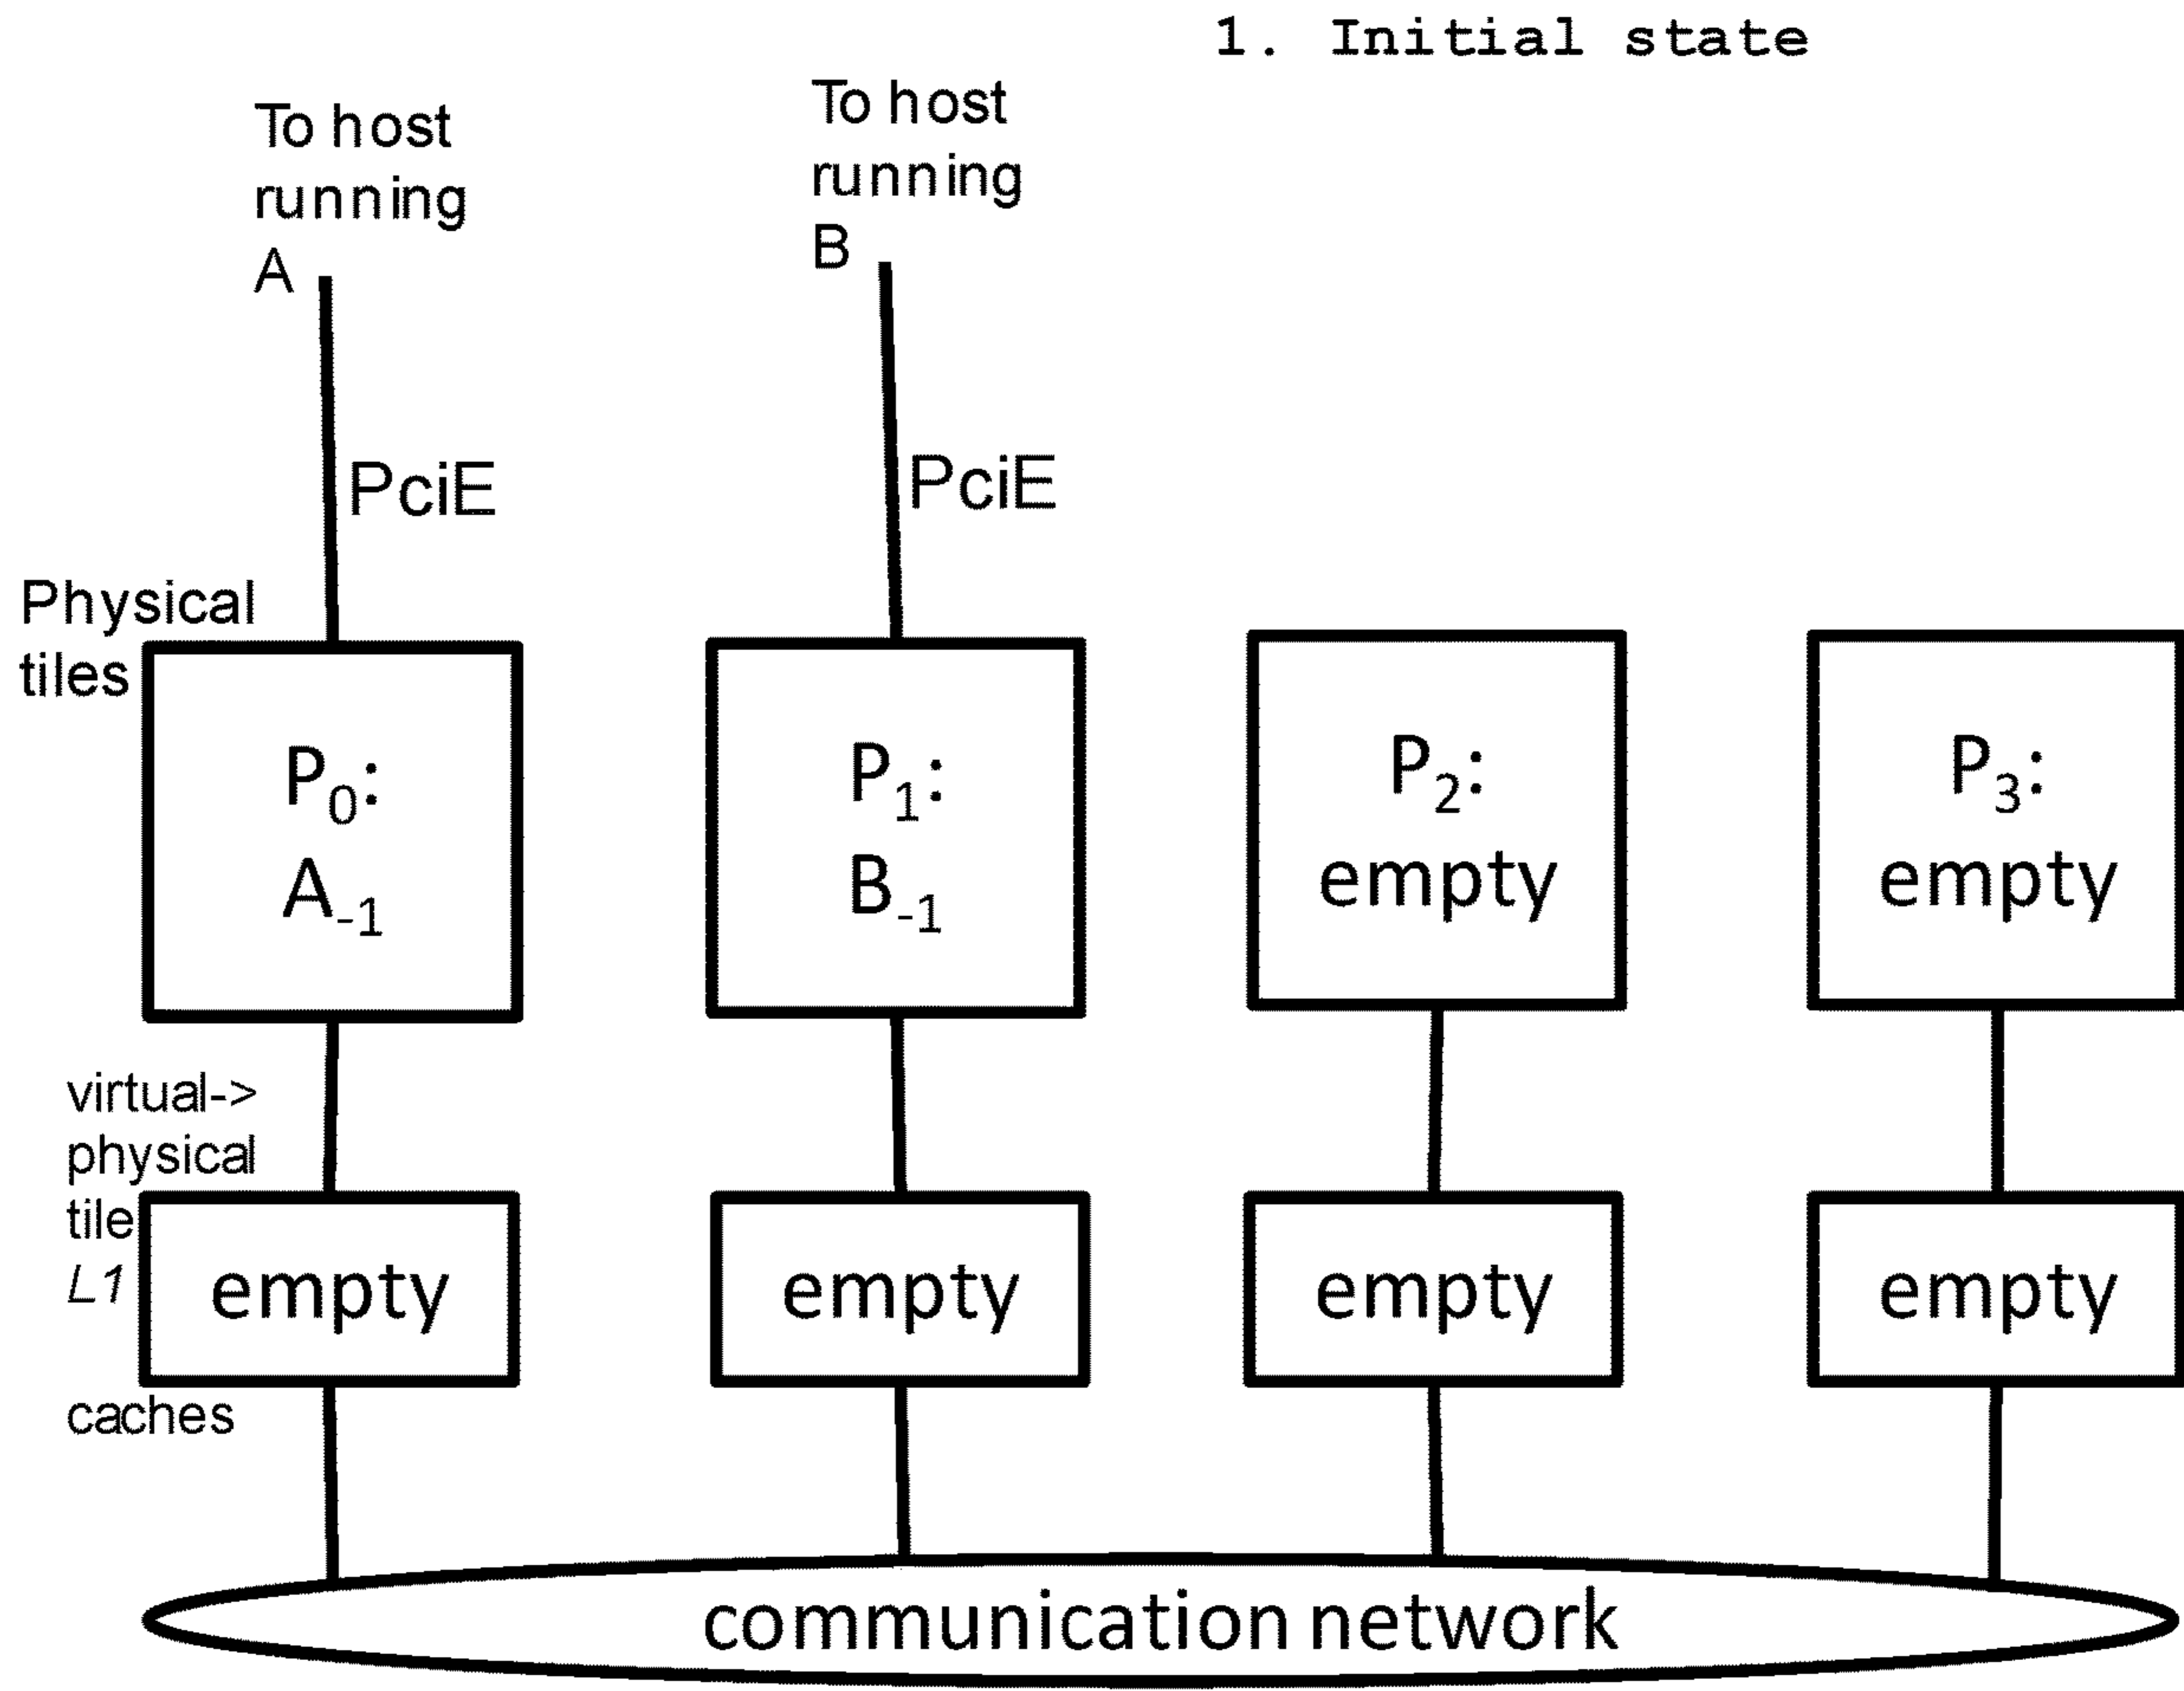 1. Initial state
To host
running
A
To host
running
B
PciE
PciE
Physical
tiles
P0:
A-1
P1:
B-1
P2:
empty
P3:
empty
virtual->
physical
tile
L1
caches
empty
empty
empty
empty
communication network